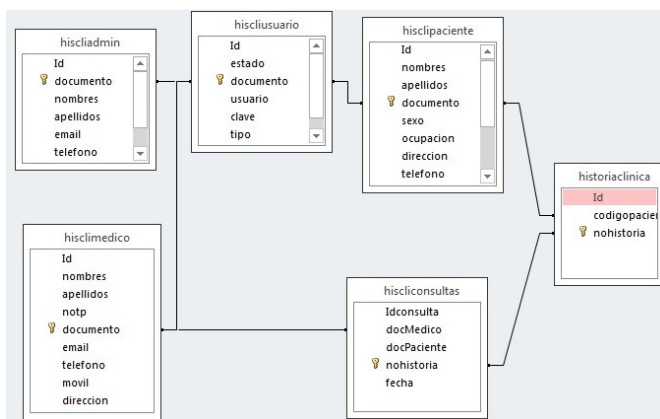 hiscliadmin
Id
documento
nombres
apellidos
email
telefono
hiscliusuario
Id
estado
documento
usuario
clave
tipo
hisclipaciente
Id
nombres
apellidos
documento
sexo
ocupacion
direccion
telefono
historiaclinica
Id
codigopacien
nohistoria
hisclimedico
Id
nombres
apellidos
notp
documento
email
telefono
movil
direccion
hiscliconsultas
Idconsulta
docMedico
docPaciente
nohistoria
fecha